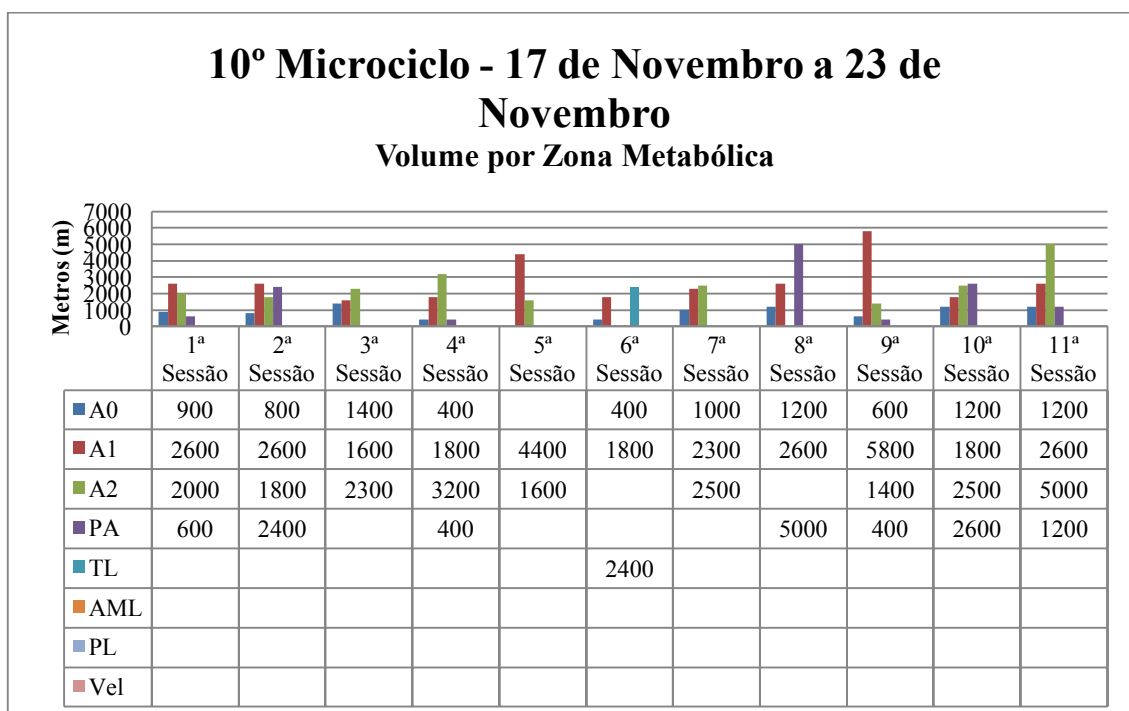 10º Microciclo - 17 de Novembro a 23 de
Novembro
Volume por Zona Metabólica
Metros (m)
7000
6000
5000
4000
3000
2000
1000
0
1ª Sessão 2ª Sessão 3ª Sessão 4ª Sessão 5ª Sessão 6ª Sessão 7ª Sessão 8ª Sessão 9ª Sessão 10ª Sessão 11ª Sessão
A0 900 800 1400 400 400 1000 1200 600 1200 1200
A1 2600 2600 1600 1800 4400 1800 2300 2600 5800 1800 2600
A2 2000 1800 2300 3200 1600 2500 1400 2500 5000
PA 600 2400 400 5000 400 2600 1200
TL 2400
AML
PL
Vel